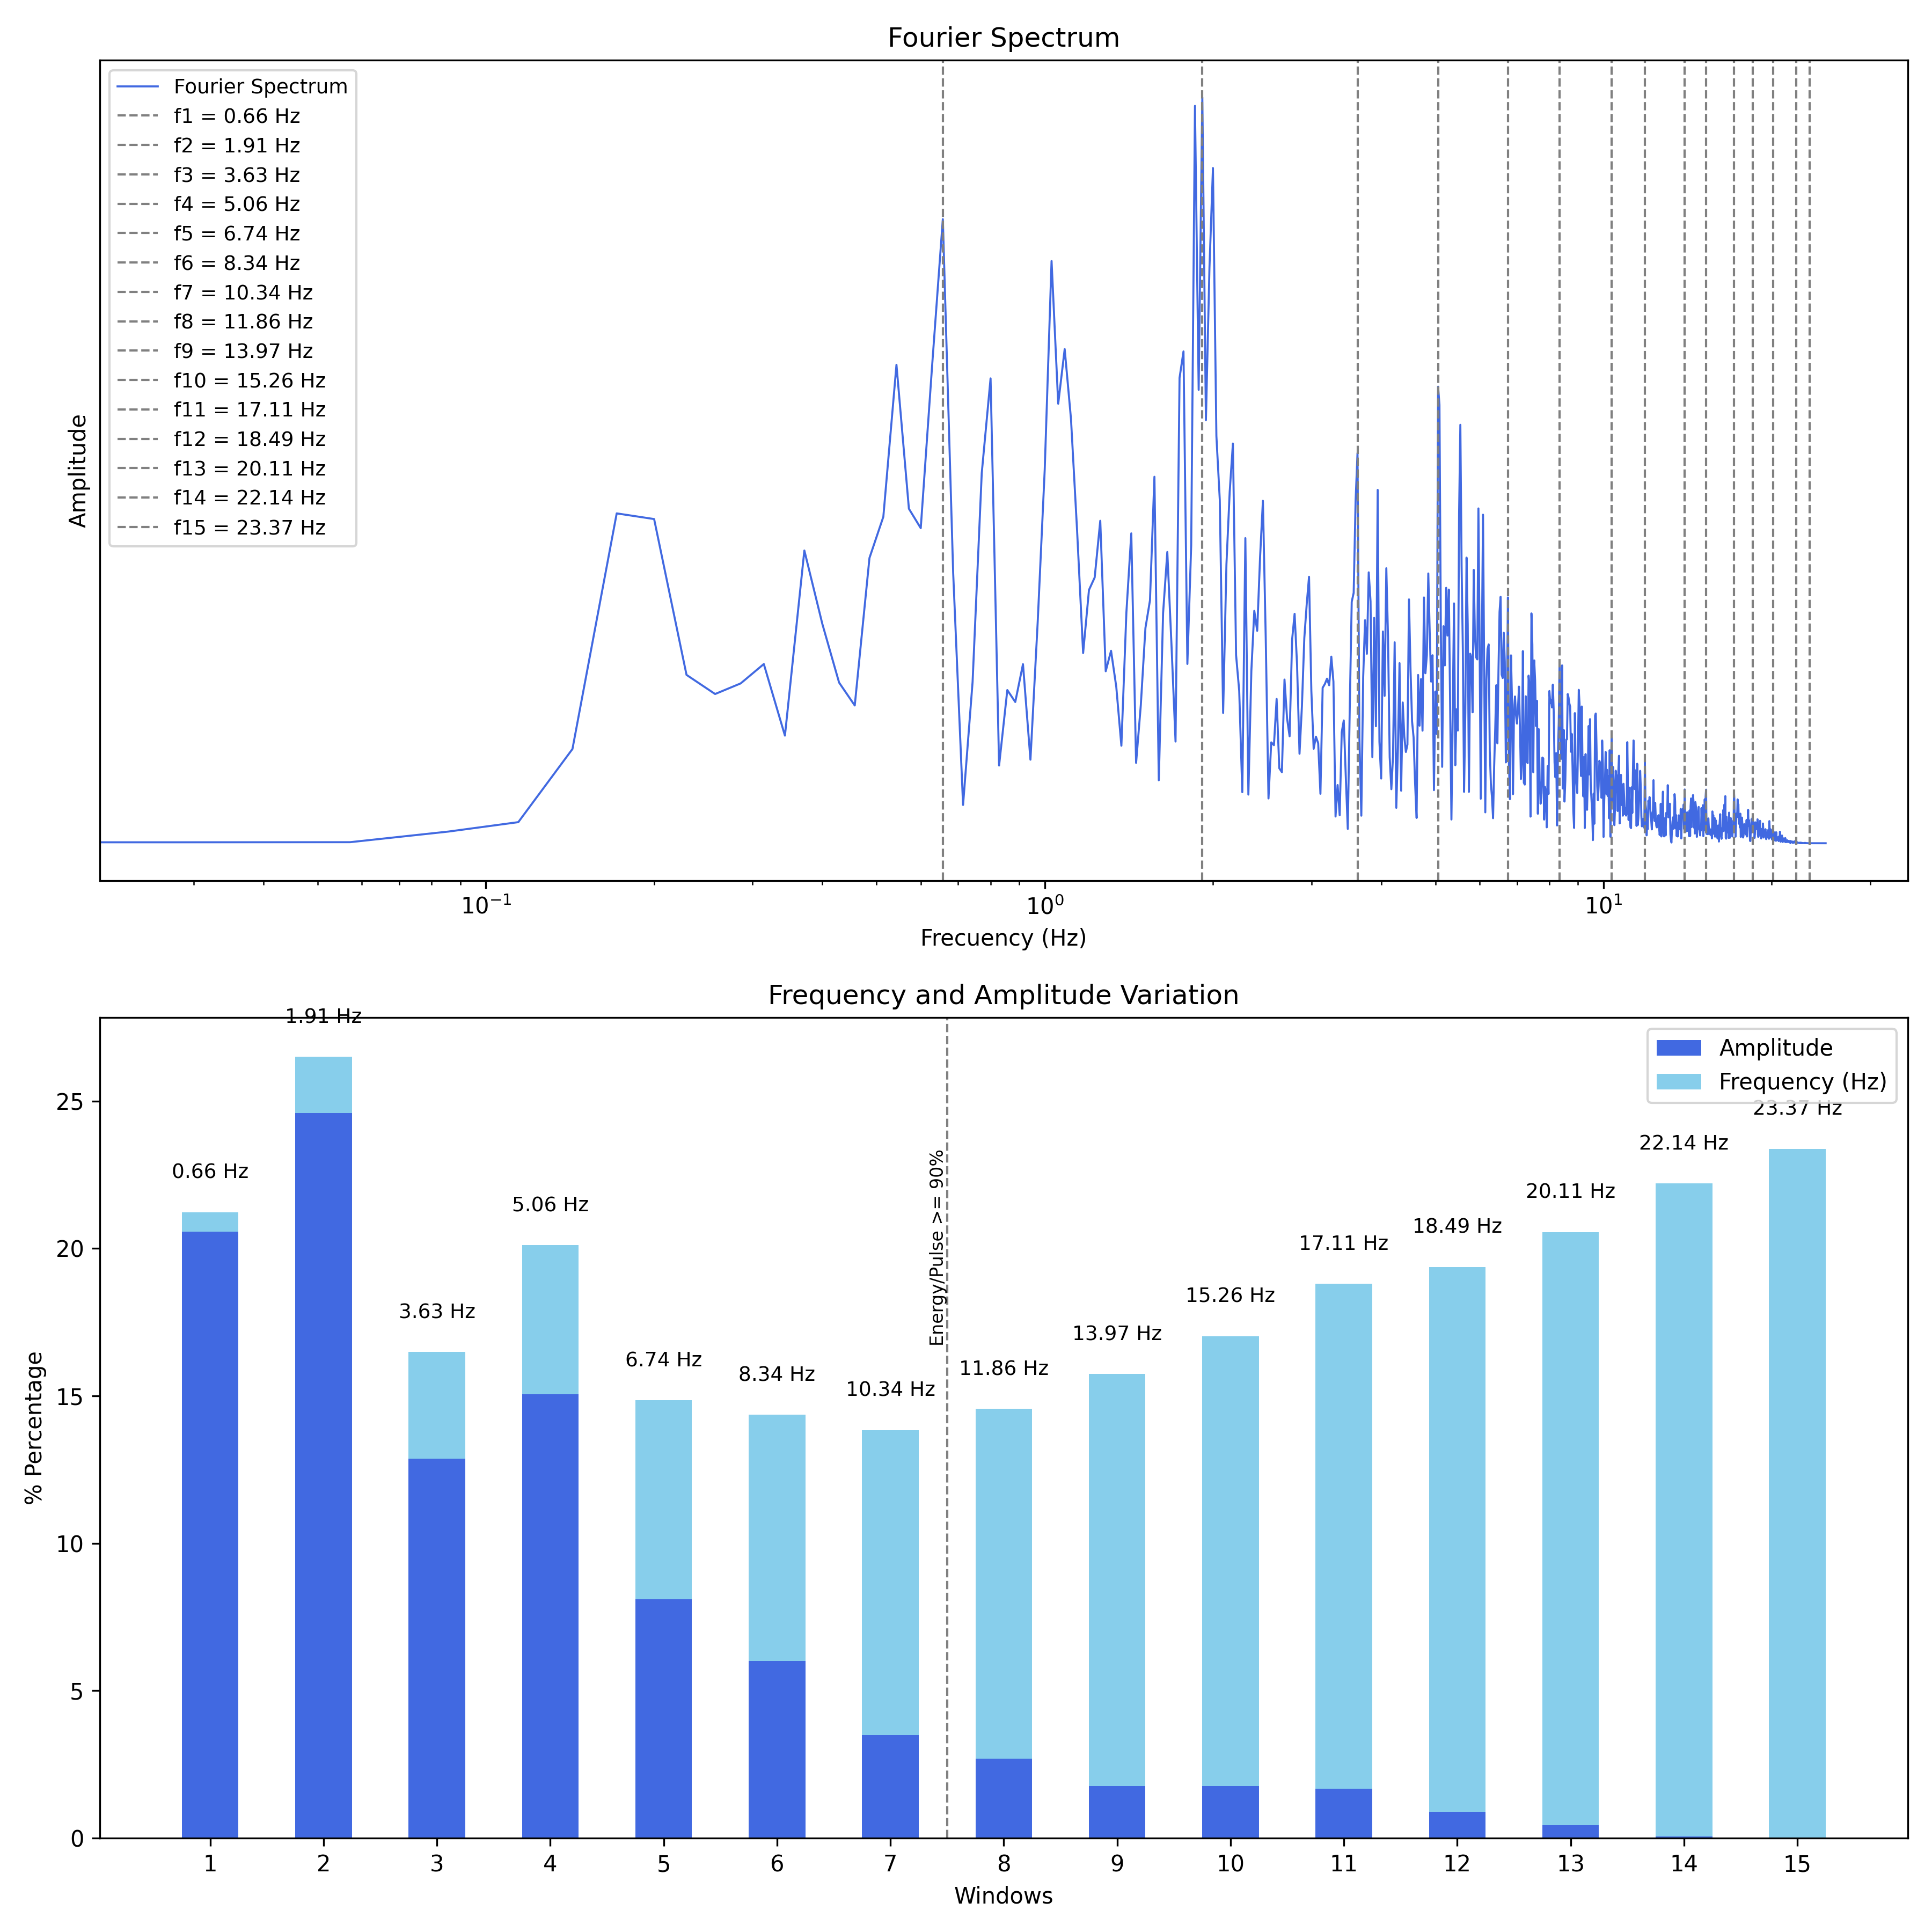 Fourier Spectrum
Fourier Spectrum
f1 = 0.66 Hz
f2 = 1.91 Hz
f3 = 3.63 Hz
f4 = 5.06 Hz
f5 = 6.74 Hz
f6 = 8.34 Hz
f7 = 10.34 Hz
f8 = 11.86 Hz
f9 = 13.97 Hz
f10 = 15.26 Hz
f11 = 17.11 Hz
f12 = 18.49 Hz
f13 = 20.11 Hz
f14 = 22.14 Hz
f15 = 23.37 Hz
Amplitude
10⁻¹ 10⁰ 10¹
Frecuency (Hz)
Frequency and Amplitude Variation
Amplitude
Frequency (Hz)
0.66 Hz
1.91 Hz
3.63 Hz
5.06 Hz
6.74 Hz
8.34 Hz
10.34 Hz
11.86 Hz
13.97 Hz
15.26 Hz
17.11 Hz
18.49 Hz
20.11 Hz
22.14 Hz
23.37 Hz
Energy/Pulse >= 90%
% Percentage
25
20
15
10
5
0
1 2 3 4 5 6 7 8 9 10 11 12 13 14 15
Windows